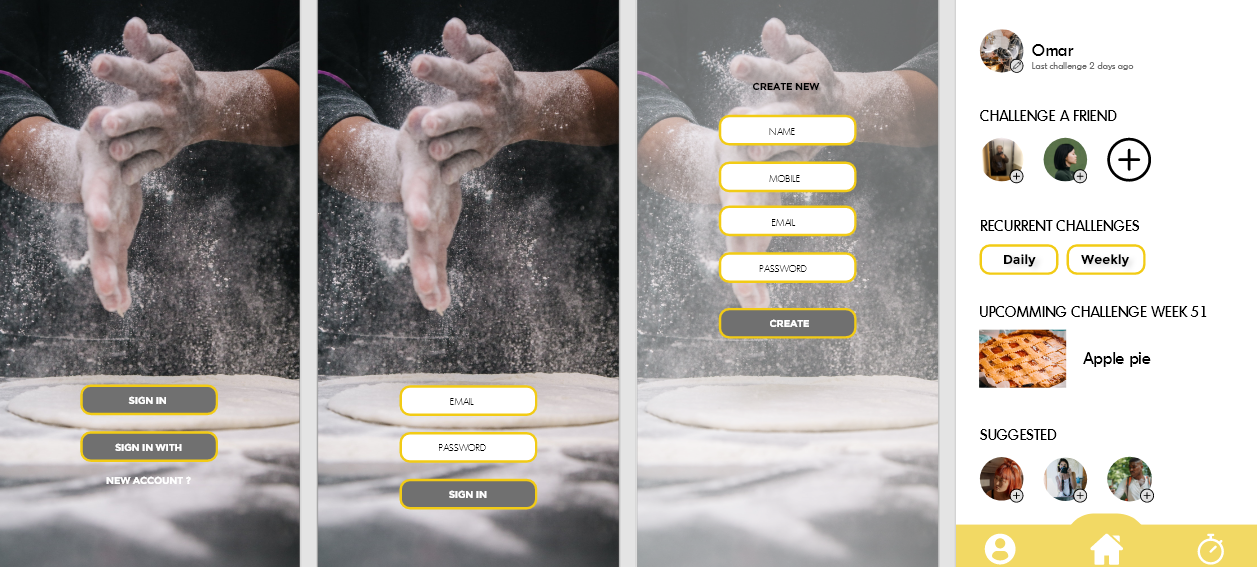 SIGN IN
SIGN IN WITH
NEW ACCOUNT ?
EMAIL
PASSWORD
SIGN IN
CREATE NEW
NAME
MOBILE
EMAIL
PASSWORD
CREATE
Omar
Last challenge 2 days ago
CHALLENGE A FRIEND
RECURRENT CHALLENGES
Daily
Weekly
UPCOMMING CHALLENGE WEEK 51
Apple pie
SUGGESTED